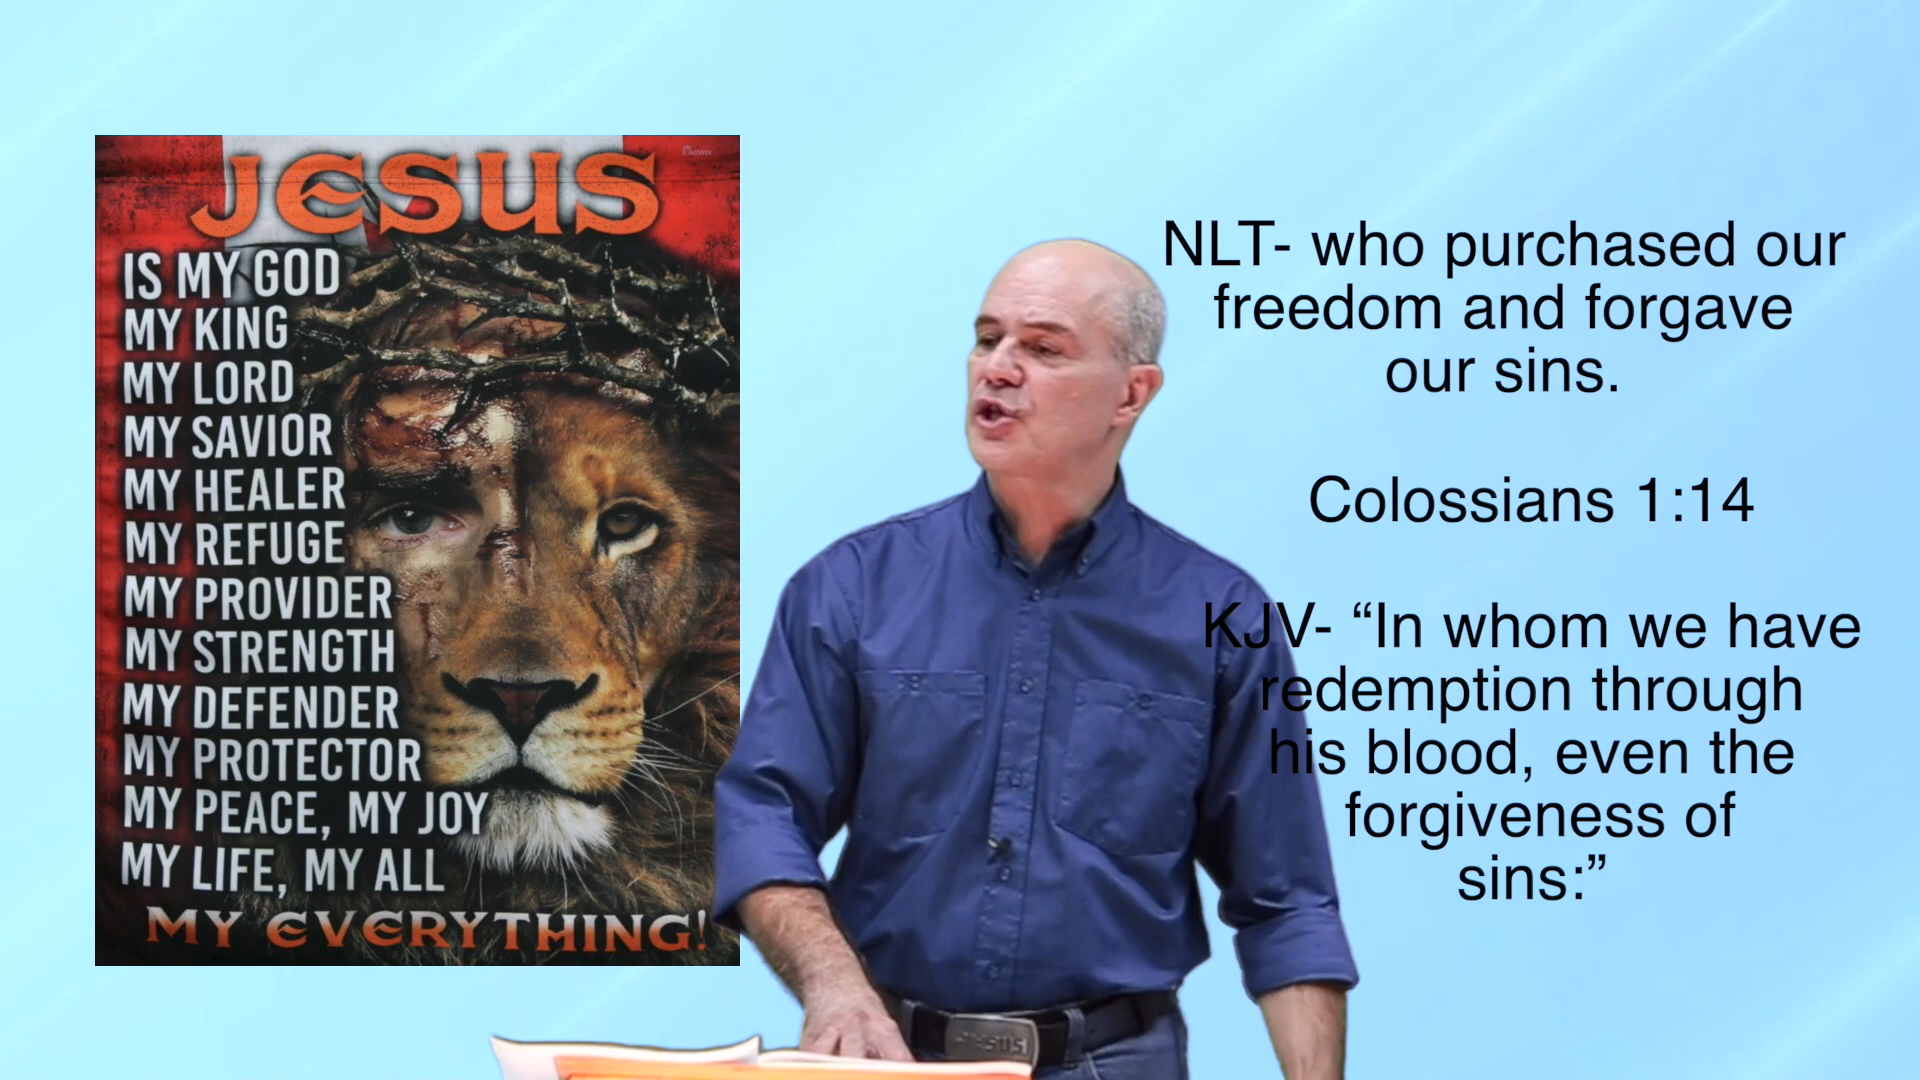 JESUS
IS MY GOD
MY KING
MY LORD
MY SAVIOR
MY HEALER
MY REFUGE
MY PROVIDER
MY STRENGTH
MY DEFENDER
MY PROTECTOR
MY PEACE, MY JOY
MY LIFE, MY ALL
MY EVERYTHING!
NLT- who purchased our
freedom and forgave
our sins.
Colossians 1:14
KJV- “In whom we have
redemption through
his blood, even the
forgiveness of
sins:”
JESUS